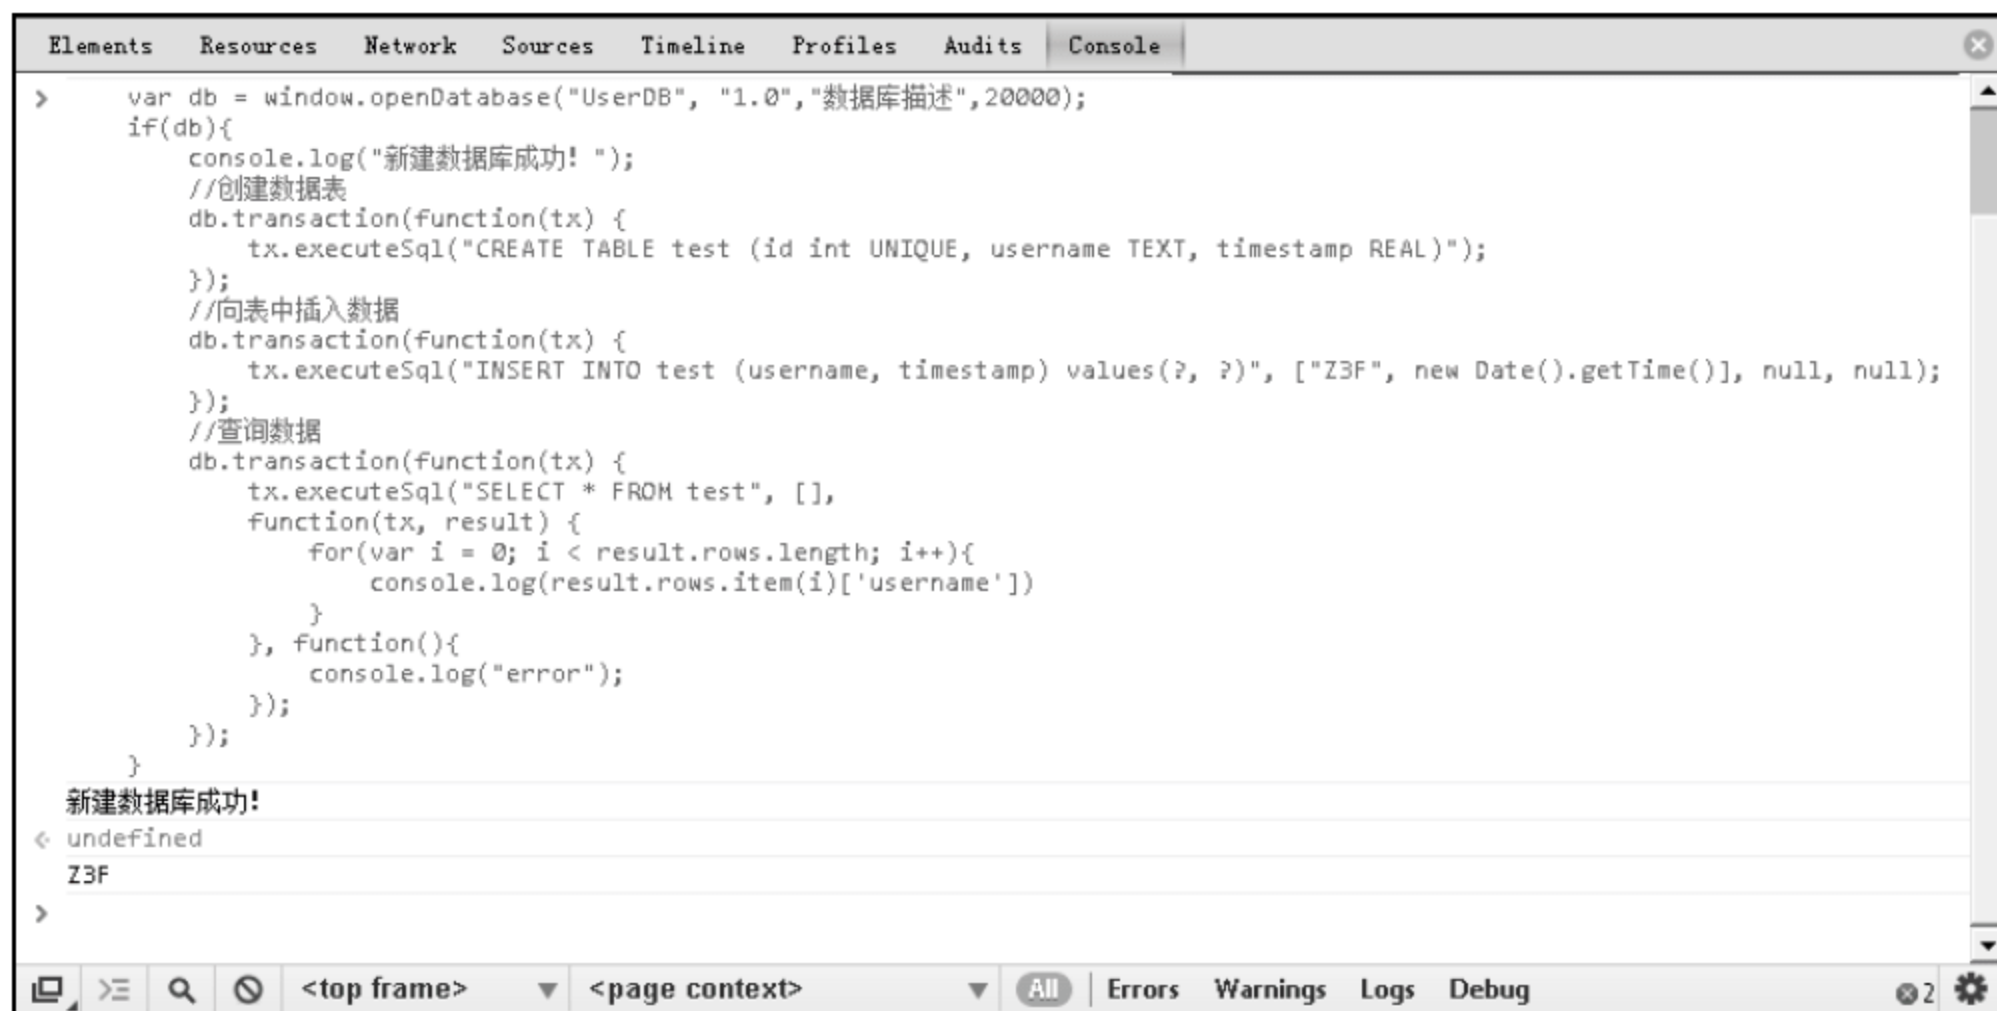 Elements Resources Network Sources Timeline Profiles Audits Console
> var db = window.openDatabase("UserDB", "1.0","数据库描述",20000);
if(db){
console.log("新建数据库成功! ");
//创建数据表
db.transaction(function(tx) {
tx.executeSql("CREATE TABLE test (id int UNIQUE, username TEXT, timestamp REAL)");
});
//向表中插入数据
db.transaction(function(tx) {
tx.executeSql("INSERT INTO test (username, timestamp) values(?, ?)", ["Z3F", new Date().getTime()], null, null);
});
//查询数据
db.transaction(function(tx) {
tx.executeSql("SELECT * FROM test", [],
function(tx, result) {
for(var i = 0; i < result.rows.length; i++){
console.log(result.rows.item(i)['username'])
}
}, function(){
console.log("error");
});
});
}
新建数据库成功!
undefined
Z3F
>
<top frame> <page context> All Errors Warnings Logs Debug 2